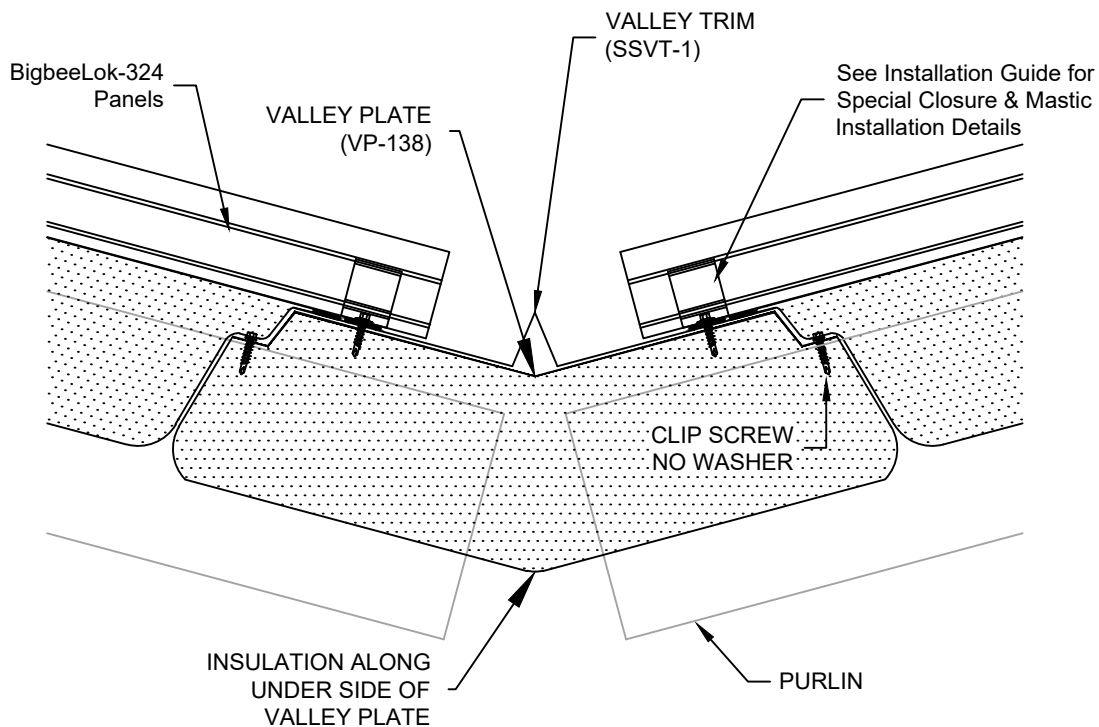 VALLEY TRIM
(SSVT-1)
BigbeeLok-324
Panels
See Installation Guide for
Special Closure & Mastic
Installation Details
VALLEY PLATE
(VP-138)
CLIP SCREW
NO WASHER
INSULATION ALONG
UNDER SIDE OF
VALLEY PLATE
PURLIN